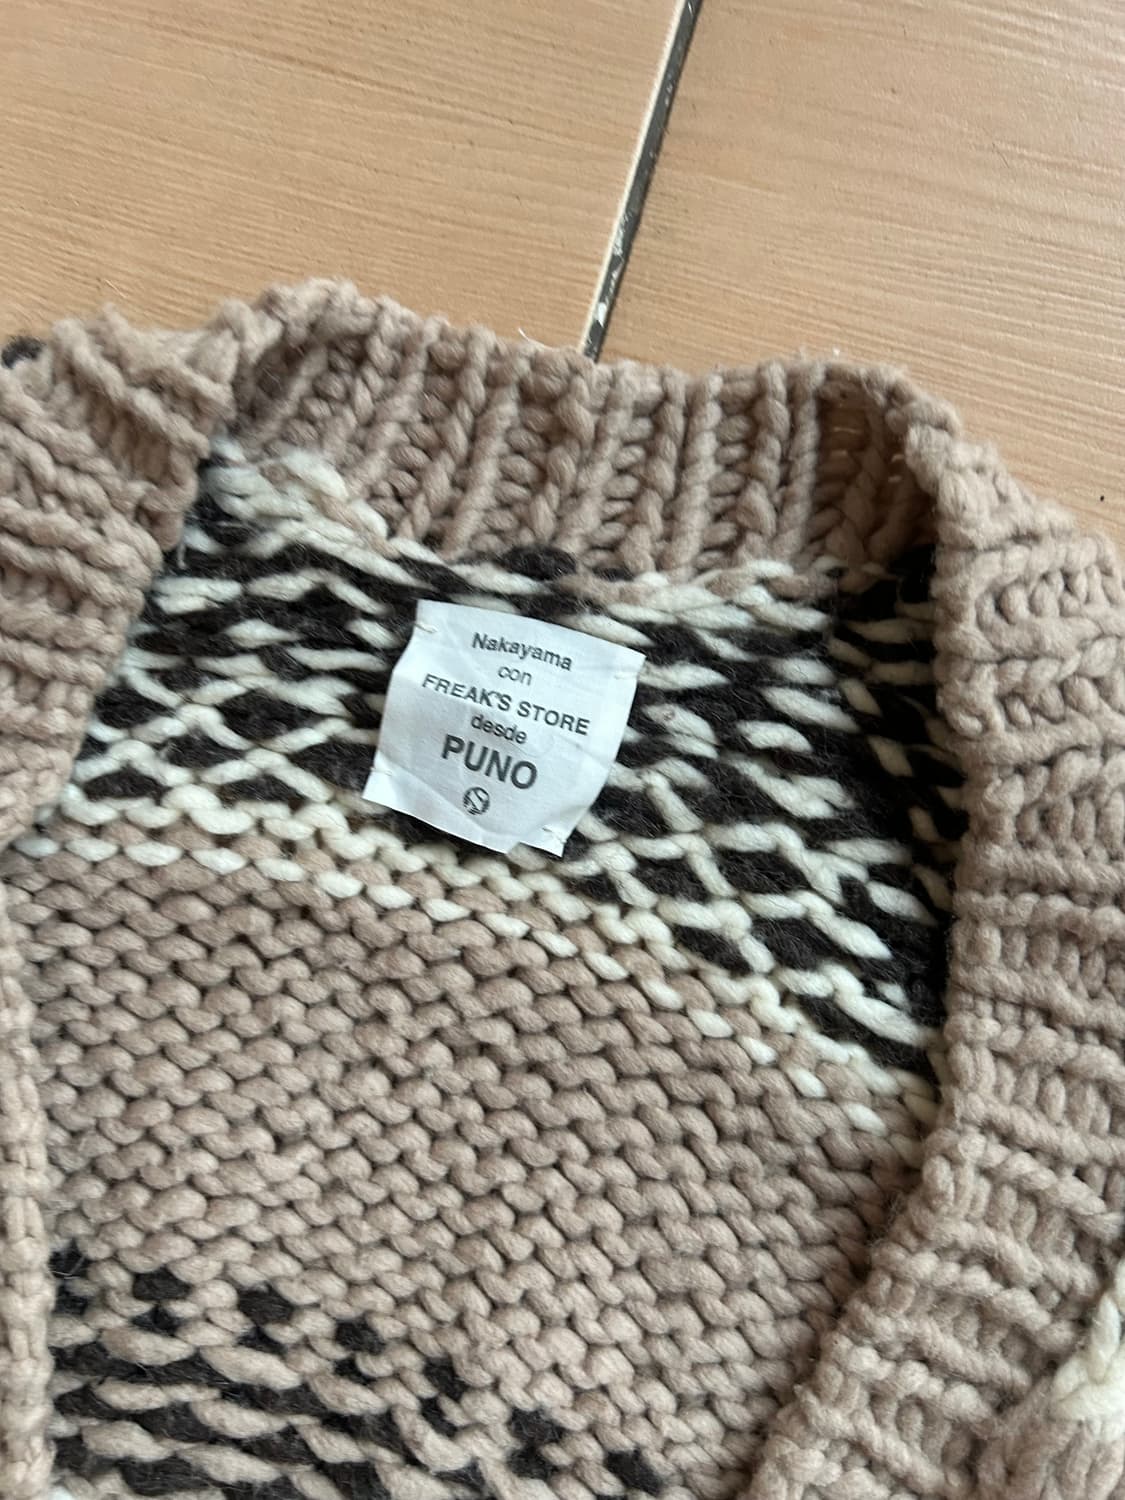 Nakayama
con
FREAK'S STORE
desde
PUNO